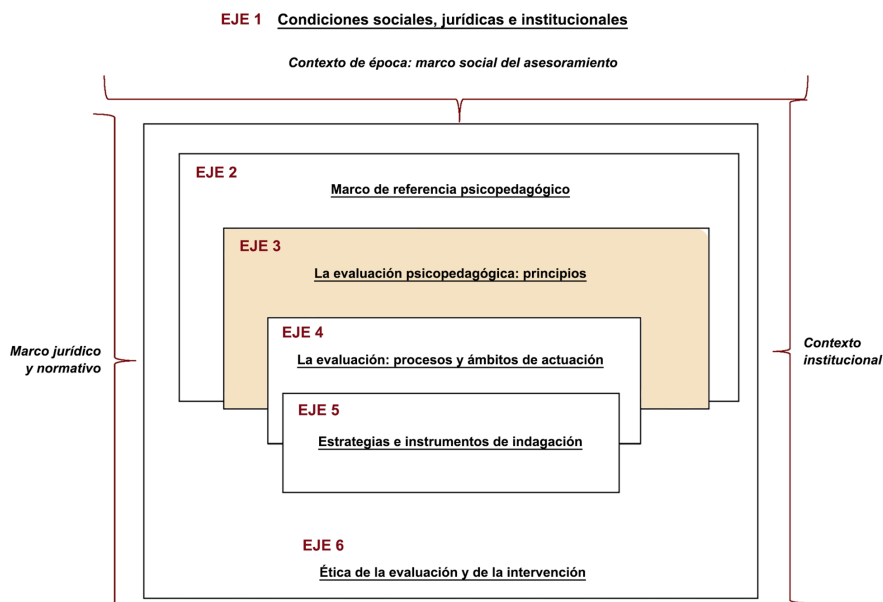 EJE 1 Condiciones sociales, jurídicas e institucionales
Contexto de época: marco social del asesoramiento
EJE 2
Marco de referencia psicopedagógico
EJE 3
La evaluación psicopedagógica: principios
EJE 4
La evaluación: procesos y ámbitos de actuación
EJE 5
Estrategias e instrumentos de indagación
EJE 6
Ética de la evaluación y de la intervención
Marco jurídico
y normativo
Contexto
institucional